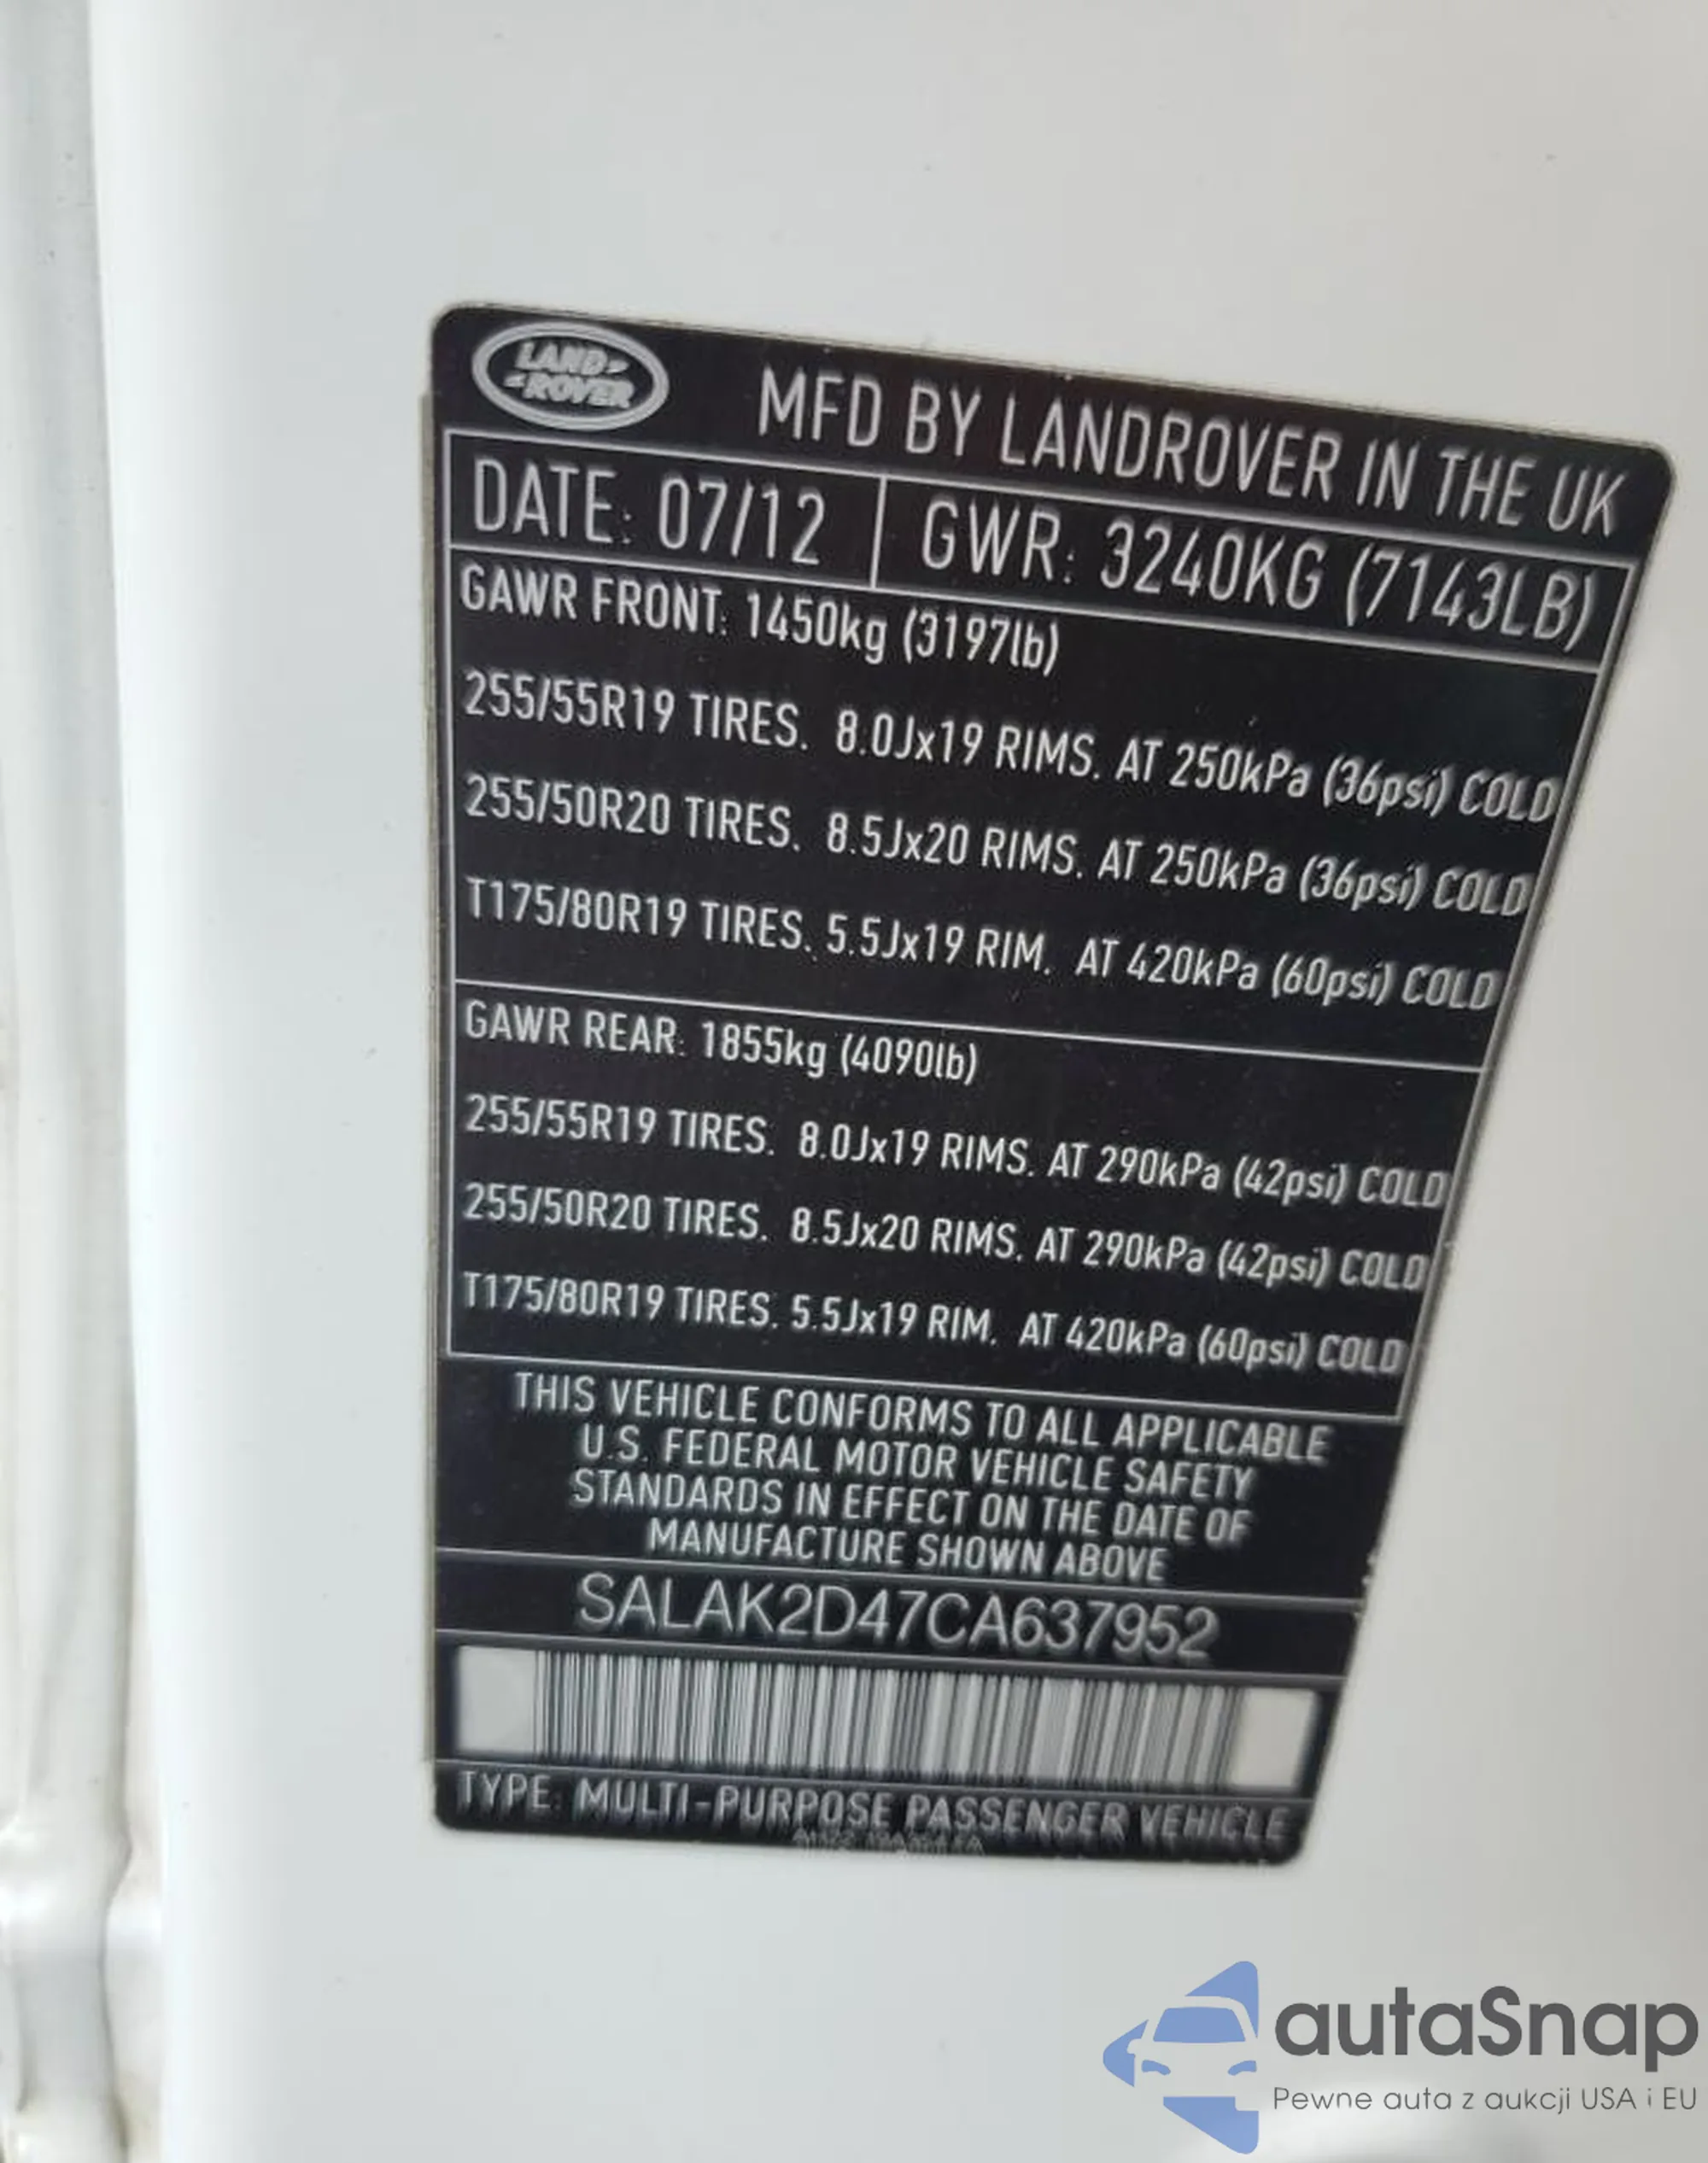 LAND
ROVER
MFD BY LANDROVER IN THE UK
DATE: 07/12 GWR: 3240KG (7143LB)
GAWR FRONT: 1450kg (3197lb)
255/55R19 TIRES. 8.0Jx19 RIMS. AT 250kPa (36psi) COLD
255/50R20 TIRES. 8.5Jx20 RIMS. AT 250kPa (36psi) COLD
T175/80R19 TIRES. 5.5Jx19 RIM. AT 420kPa (60psi) COLD
GAWR REAR: 1855kg (4090lb)
255/55R19 TIRES. 8.0Jx19 RIMS. AT 290kPa (42psi) COLD
255/50R20 TIRES. 8.5Jx20 RIMS. AT 290kPa (42psi) COLD
T175/80R19 TIRES. 5.5Jx19 RIM. AT 420kPa (60psi) COLD
THIS VEHICLE CONFORMS TO ALL APPLICABLE
U.S. FEDERAL MOTOR VEHICLE SAFETY
STANDARDS IN EFFECT ON THE DATE OF
MANUFACTURE SHOWN ABOVE
SALAK2D47CA637952
TYPE: MULTI-PURPOSE PASSENGER VEHICLE
autaSnap
Pewne auta z aukcji USA i EU